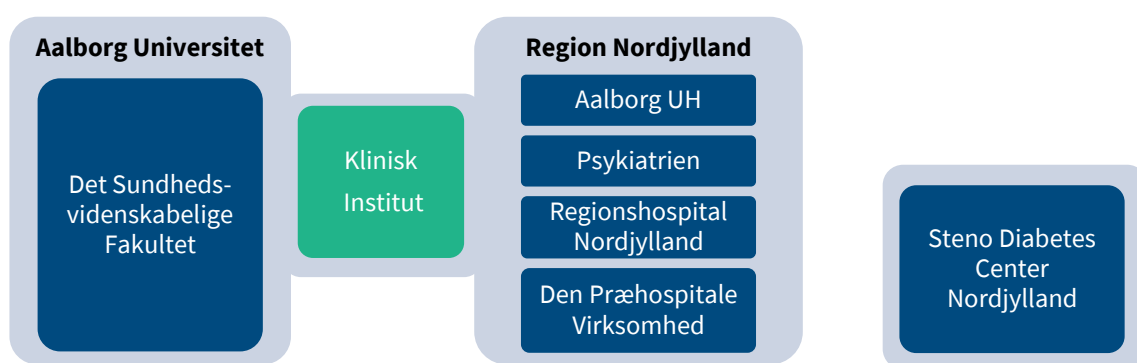 Aalborg Universitet
Det Sundheds-
videnskabelige
Fakultet
Klinisk
Institut
Region Nordjylland
Aalborg UH
Psykiatrien
Regionshospital
Nordjylland
Den Præhospitale
Virksomhed
Steno Diabetes
Center
Nordjylland